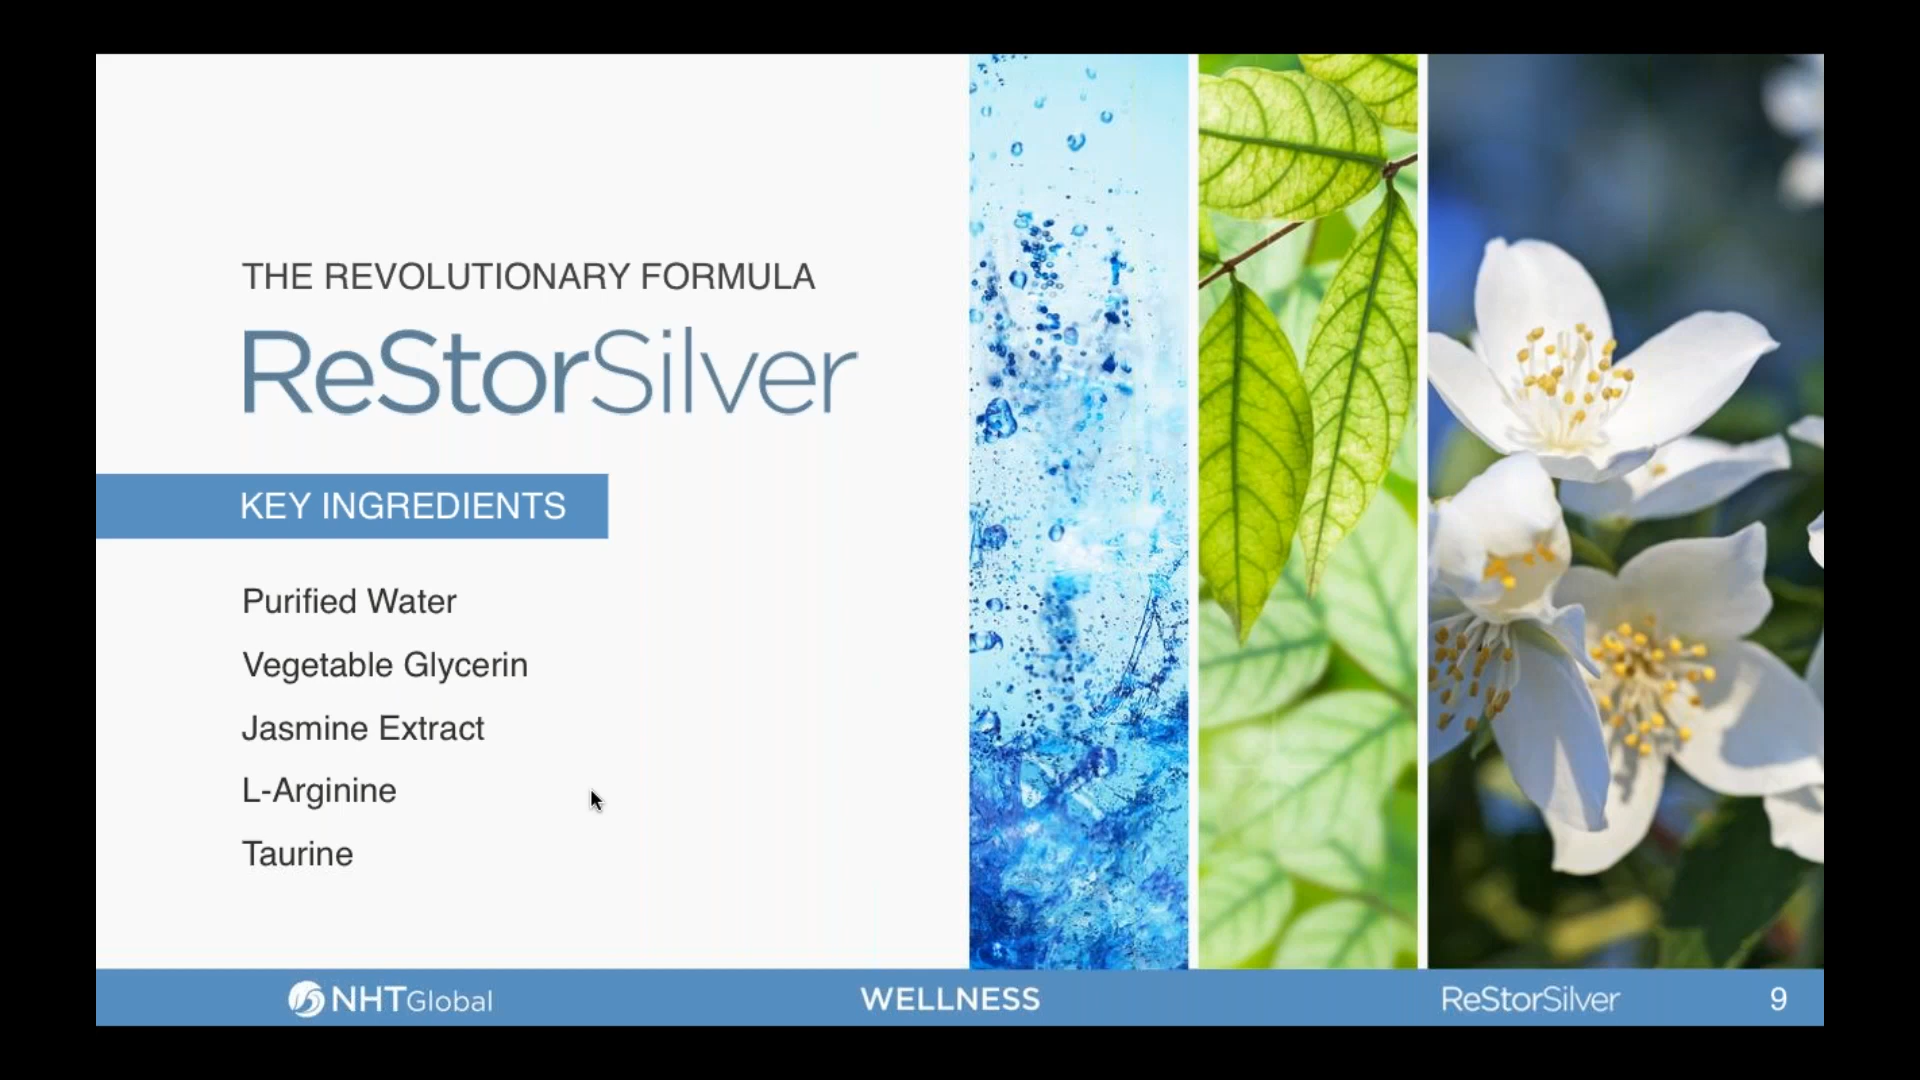 THE REVOLUTIONARY FORMULA
ReStorSilver
KEY INGREDIENTS
Purified Water
Vegetable Glycerin
Jasmine Extract
L-Arginine
Taurine
NHTGlobal
WELLNESS
ReStorSilver
9